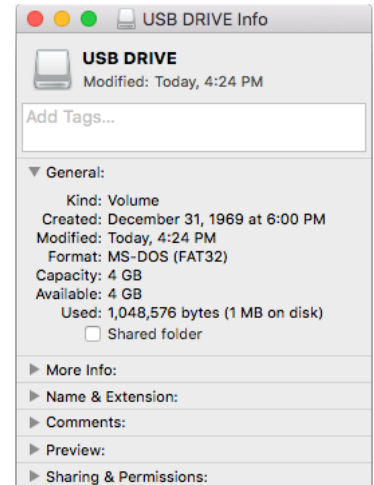 USB DRIVE Info
USB DRIVE
Modified: Today, 4:24 PM
Add Tags...
General:
Kind: Volume
Created: December 31, 1969 at 6:00 PM
Modified: Today, 4:24 PM
Format: MS-DOS (FAT32)
Capacity: 4 GB
Available: 4 GB
Used: 1,048,576 bytes (1 MB on disk)
Shared folder
More Info:
Name & Extension:
Comments:
Preview:
Sharing & Permissions: